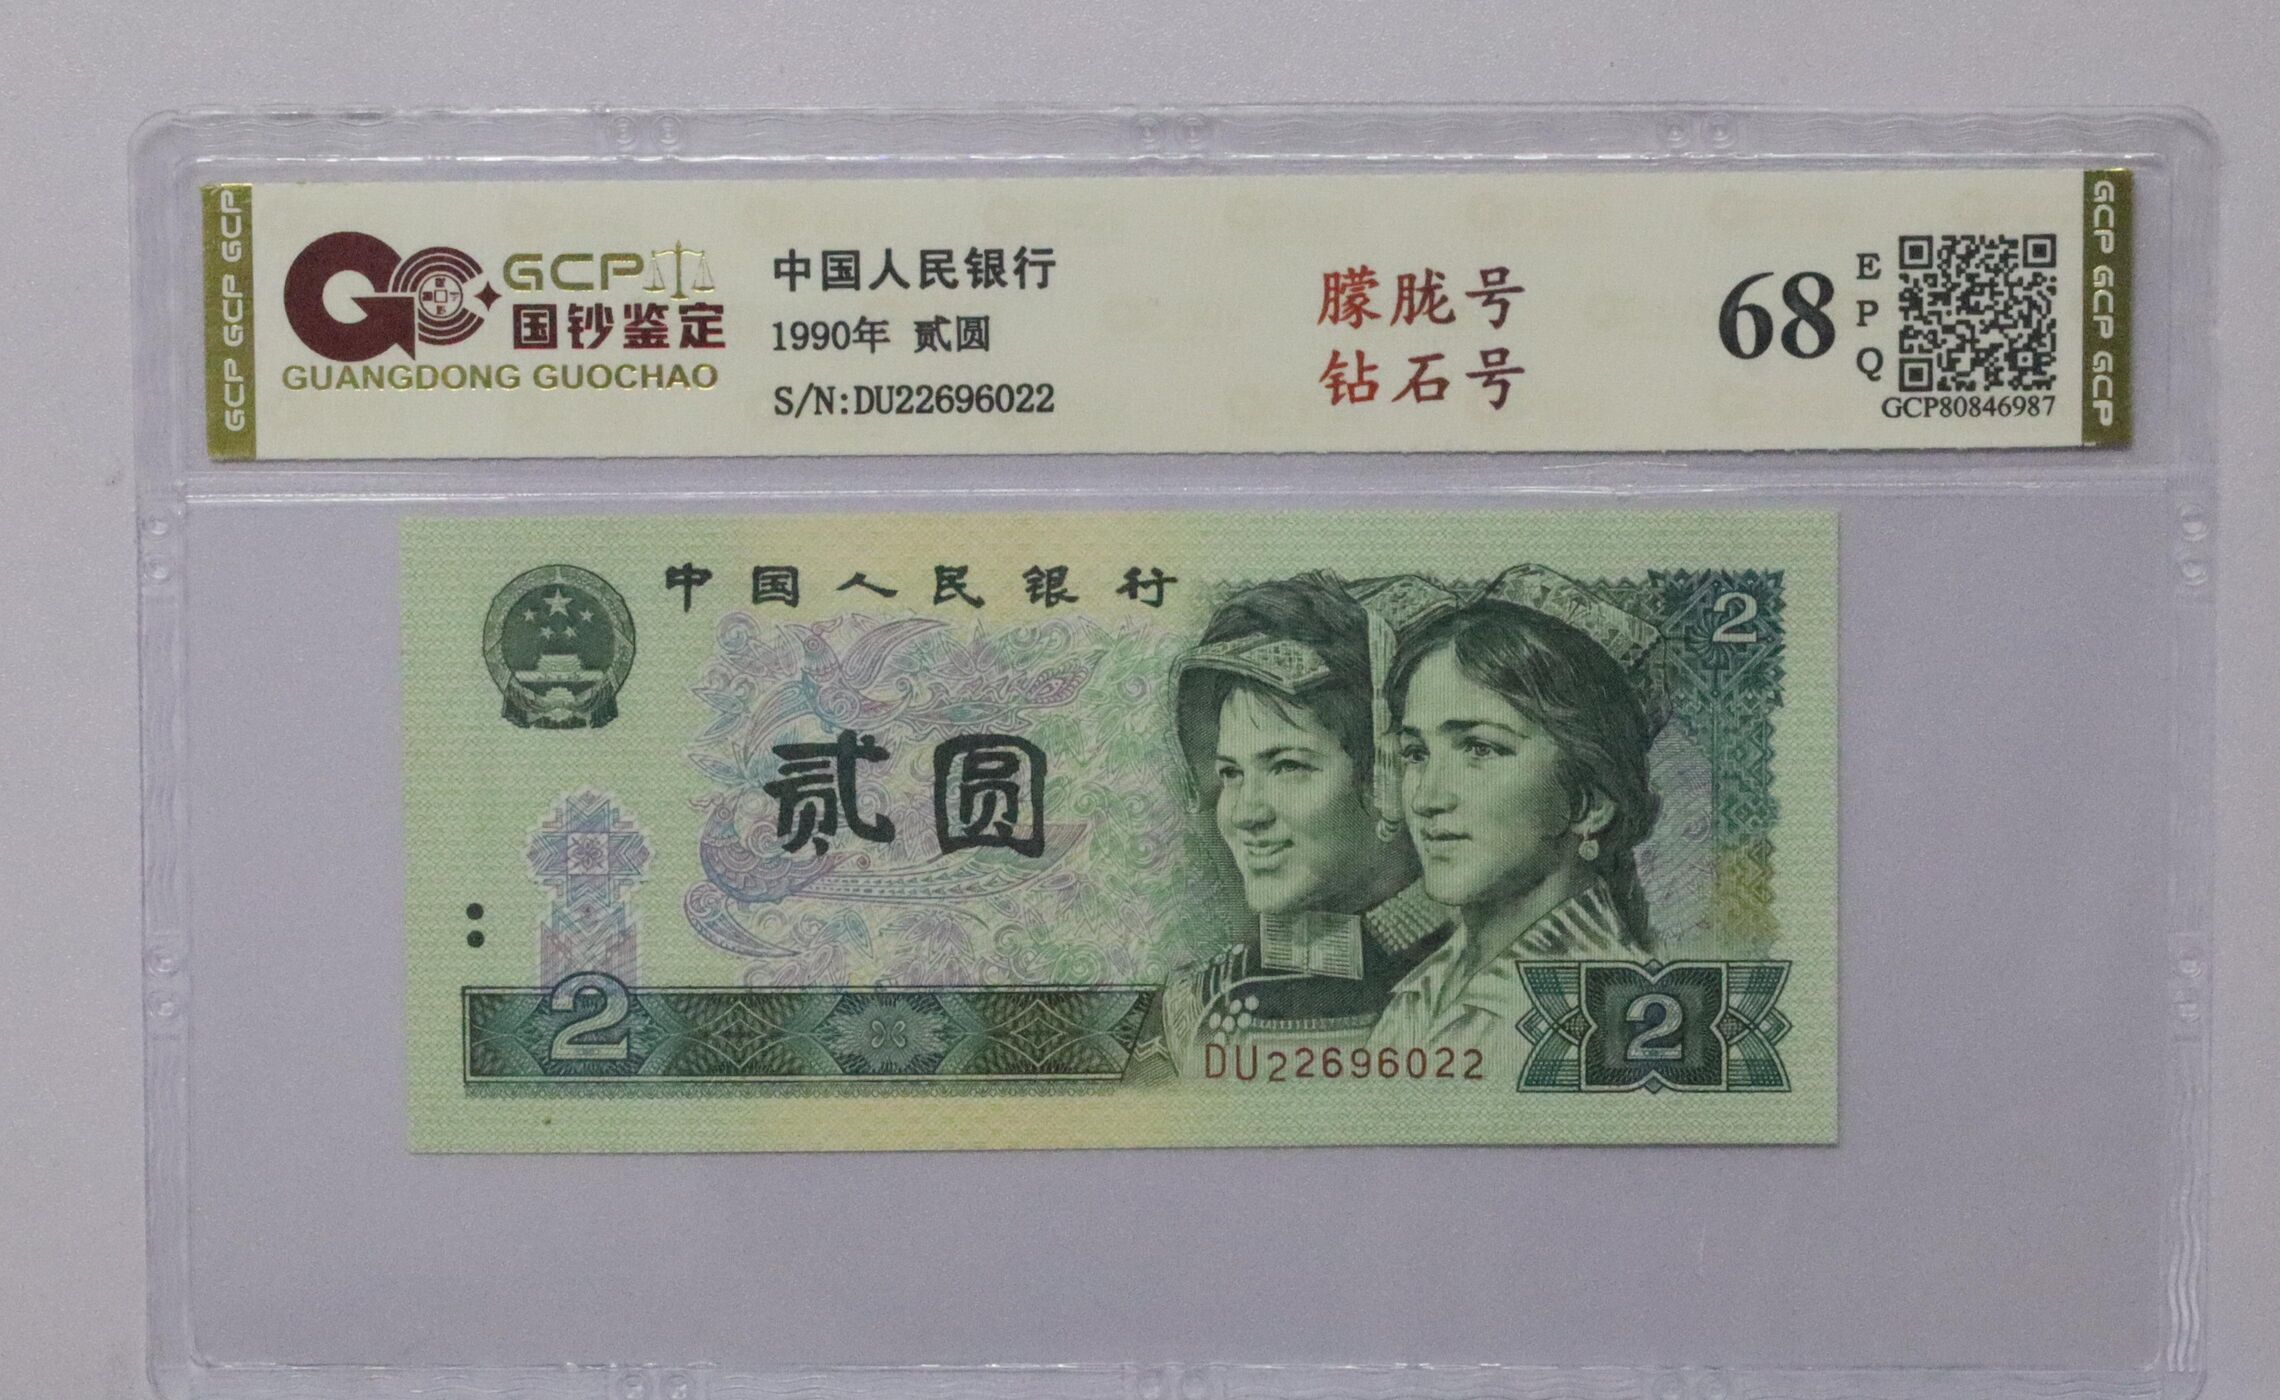 GCP GCP GCP
GCP
国钞鉴定
GUANGDONG GUOCHAO
中国人民银行
1990年 贰圆
S/N:DU22696022
朦胧号
钻石号
68
EPQ
GCP80846987
GCP GCP GCP
中国人民银行
2
贰圆
2
DU22696022
2